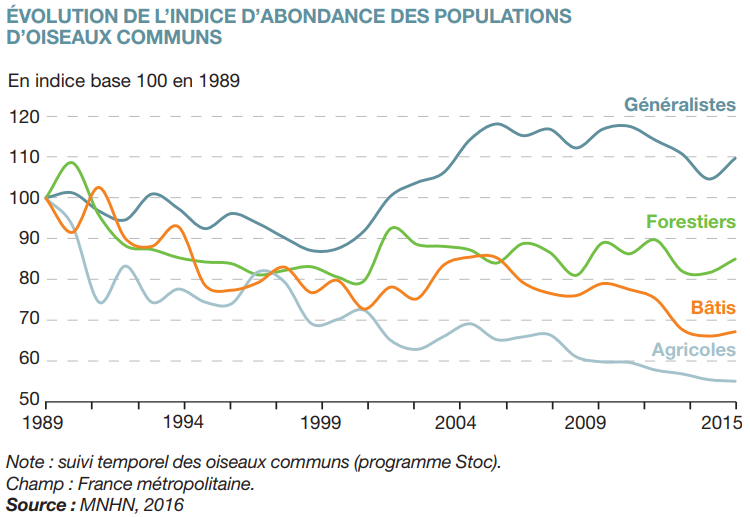 ÉVOLUTION DE L'INDICE D'ABONDANCE DES POPULATIONS
D'OISEAUX COMMUNS
En indice base 100 en 1989
120
110
100
90
80
70
60
50
Généralistes
Forestiers
Bâtis
Agricoles
1989 1994 1999 2004 2009 2015
Note : suivi temporel des oiseaux communs (programme Stoc).
Champ : France métropolitaine.
Source : MNHN, 2016